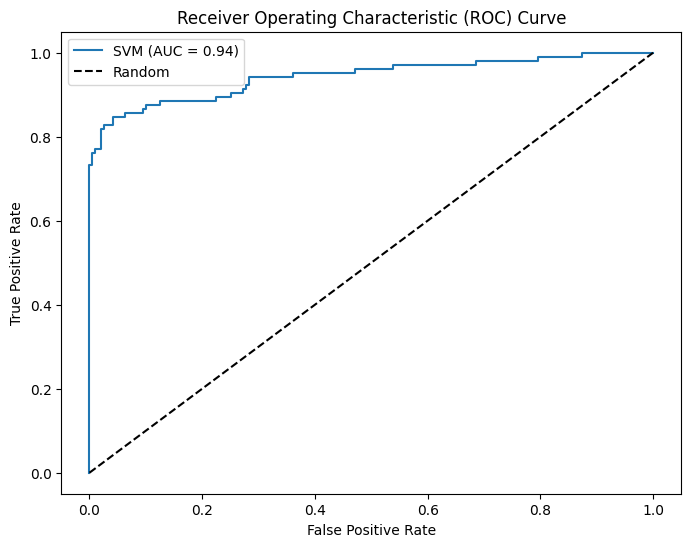 Receiver Operating Characteristic (ROC) Curve
SVM (AUC = 0.94)
Random
True Positive Rate
1.0
0.8
0.6
0.4
0.2
0.0
0.0 0.2 0.4 0.6 0.8 1.0
False Positive Rate